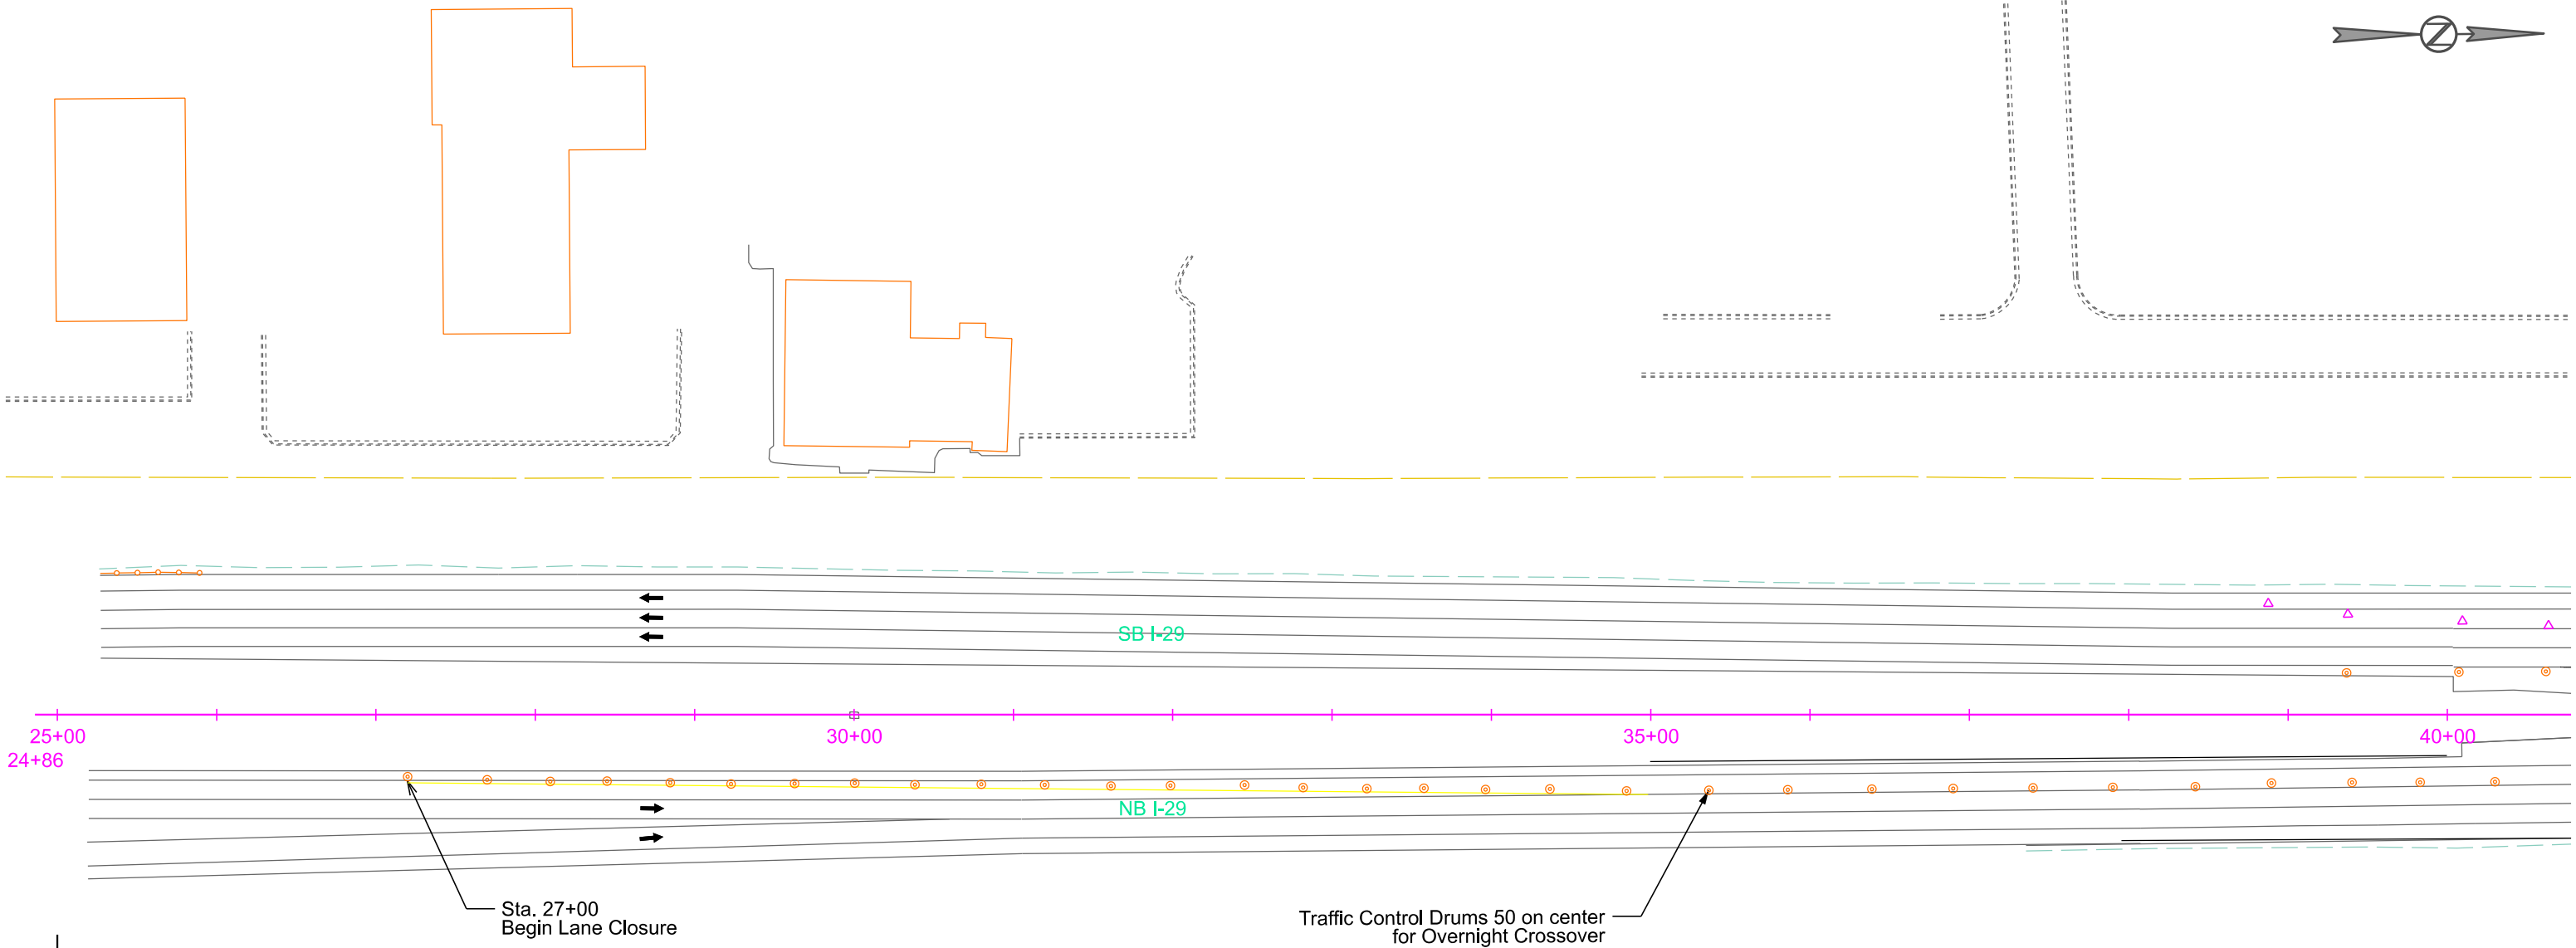 SB I-29
25+00
30+00
35+00
40+00
24+86
NB I-29
Sta. 27+00
Begin Lane Closure
Traffic Control Drums 50 on center
for Overnight Crossover